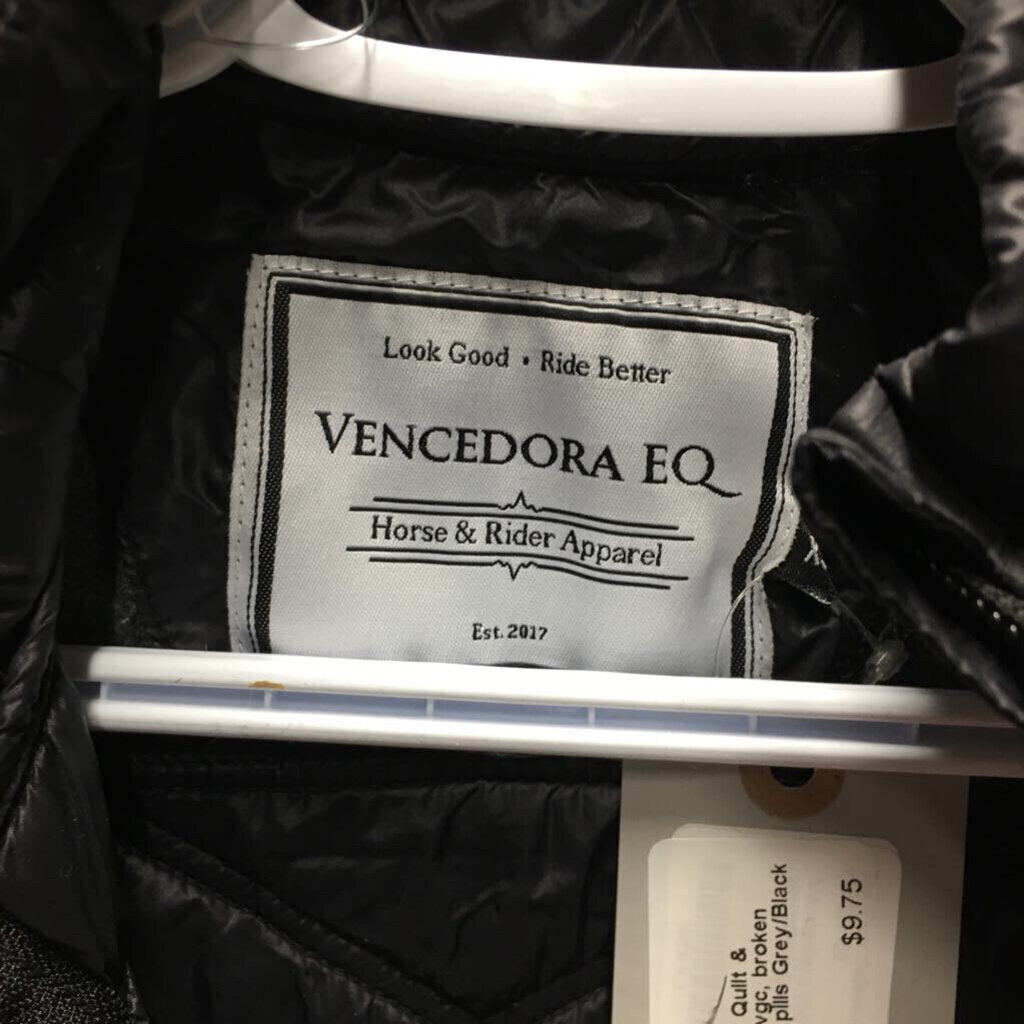 Look Good • Ride Better
VENCEDORA EQ
Horse & Rider Apparel
Est. 2017
Quilt &
vgc, broken
pills Grey/Black
$9.75